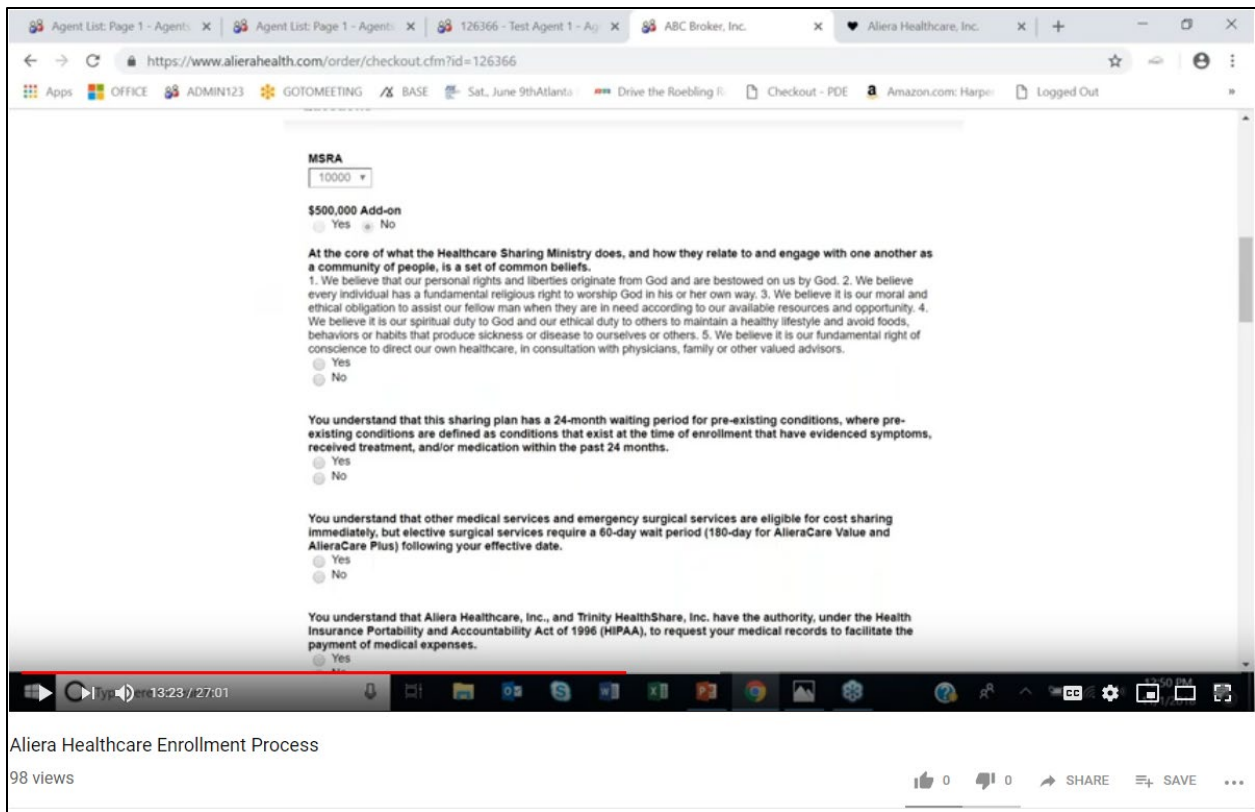 Agent List: Page 1 - Agents Agent List: Page 1 - Agents 126366 - Test Agent 1 - Ag ABC Broker, Inc. Aliera Healthcare, Inc.
https://www.alierahealth.com/order/checkout.cfm?id=126366
Apps OFFICE ADMIN123 GOTOMEETING BASE Sat., June 9thAtlanta Drive the Roebling R Checkout - PDE Amazon.com: Harper Logged Out
MSRA
10000
$500,000 Add-on
Yes No
At the core of what the Healthcare Sharing Ministry does, and how they relate to and engage with one another as
a community of people, is a set of common beliefs.
1. We believe that our personal rights and liberties originate from God and are bestowed on us by God. 2. We believe
every individual has a fundamental religious right to worship God in his or her own way. 3. We believe it is our moral and
ethical obligation to assist our fellow man when they are in need according to our available resources and opportunity. 4.
We believe it is our spiritual duty to God and our ethical duty to others to maintain a healthy lifestyle and avoid foods,
behaviors or habits that produce sickness or disease to ourselves or others. 5. We believe it is our fundamental right of
conscience to direct our own healthcare, in consultation with physicians, family or other valued advisors.
Yes
No
You understand that this sharing plan has a 24-month waiting period for pre-existing conditions, where pre-
existing conditions are defined as conditions that exist at the time of enrollment that have evidenced symptoms,
received treatment, and/or medication within the past 24 months.
Yes
No
You understand that other medical services and emergency surgical services are eligible for cost sharing
immediately, but elective surgical services require a 60-day wait period (180-day for AlieraCare Value and
AlieraCare Plus) following your effective date.
Yes
No
You understand that Aliera Healthcare, Inc., and Trinity HealthShare, Inc. have the authority, under the Health
Insurance Portability and Accountability Act of 1996 (HIPAA), to request your medical records to facilitate the
payment of medical expenses.
Yes
13:23 / 27:01 CC 12:50 PM
Aliera Healthcare Enrollment Process
98 views 0 0 SHARE SAVE